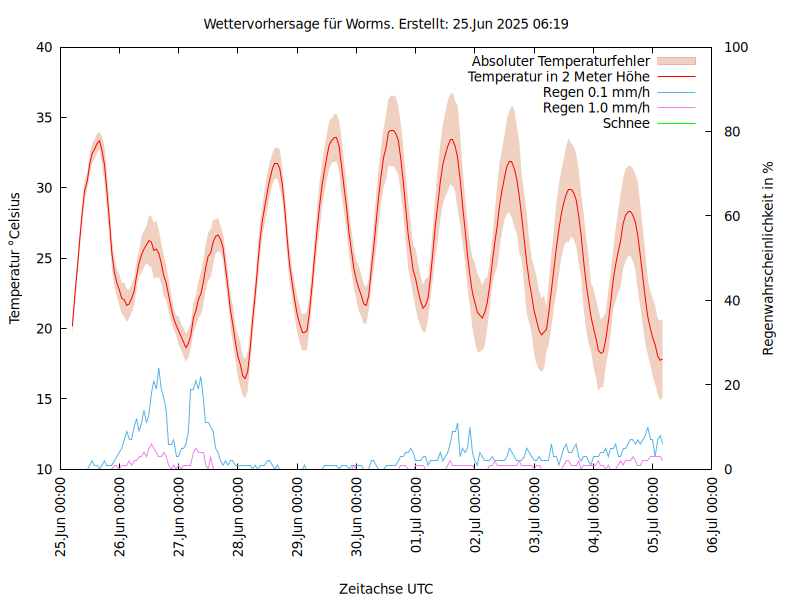 Wettervorhersage für Worms. Erstellt: 25.Jun 2025 06:19
40
35
30
25
20
15
10
100
80
60
40
20
0
Absoluter Temperaturfehler
Temperatur in 2 Meter Höhe
Regen 0.1 mm/h
Regen 1.0 mm/h
Schnee
Temperatur °Celsius
Regenwahrscheinlichkeit in %
25.Jun 00:00
26.Jun 00:00
27.Jun 00:00
28.Jun 00:00
29.Jun 00:00
30.Jun 00:00
01.Jul 00:00
02.Jul 00:00
03.Jul 00:00
04.Jul 00:00
05.Jul 00:00
06.Jul 00:00
Zeitachse UTC